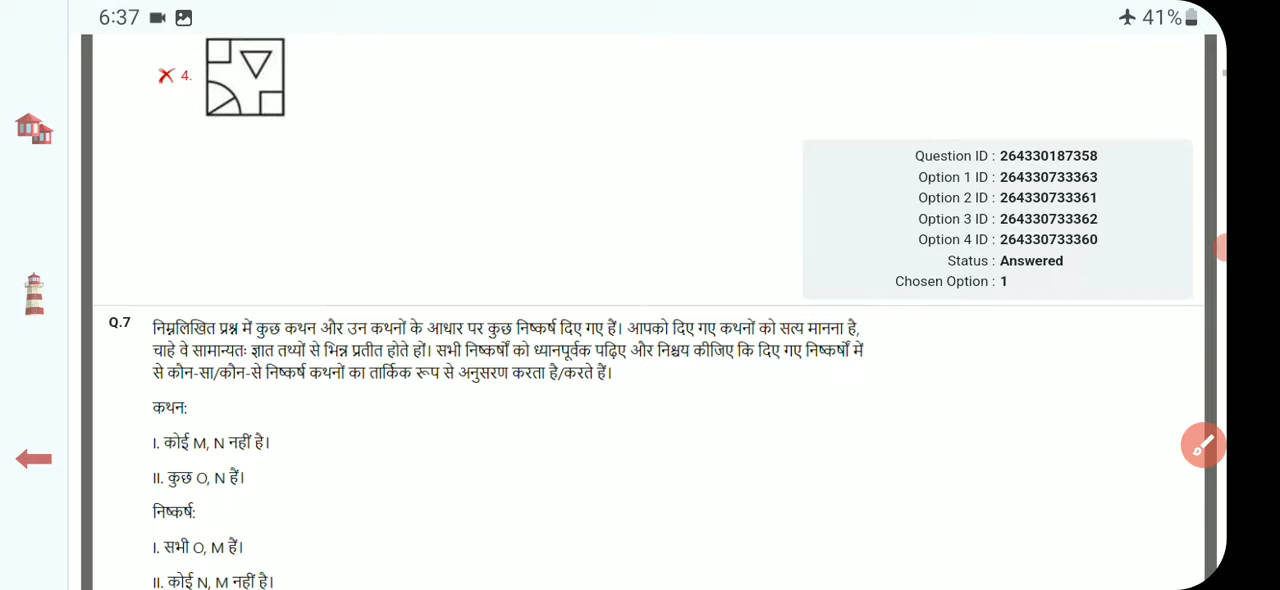 6:37 41%
4.
Question ID : 264330187358
Option 1 ID : 264330733363
Option 2 ID : 264330733361
Option 3 ID : 264330733362
Option 4 ID : 264330733360
Status : Answered
Chosen Option : 1
Q.7 निम्नलिखित प्रश्न में कुछ कथन और उन कथनों के आधार पर कुछ निष्कर्ष दिए गए हैं। आपको दिए गए कथनों को सत्य मानना है,
चाहे वे सामान्यतः ज्ञात तथ्यों से भिन्न प्रतीत होते हों। सभी निष्कर्षों को ध्यानपूर्वक पढ़िए और निश्चय कीजिए कि दिए गए निष्कर्षों में
से कौन-सा/कौन-से निष्कर्ष कथनों का तार्किक रूप से अनुसरण करता है/करते हैं।
कथन:
I. कोई M, N नहीं है।
II. कुछ O, N हैं।
निष्कर्ष:
I. सभी O, M हैं।
II. कोई N, M नहीं है।